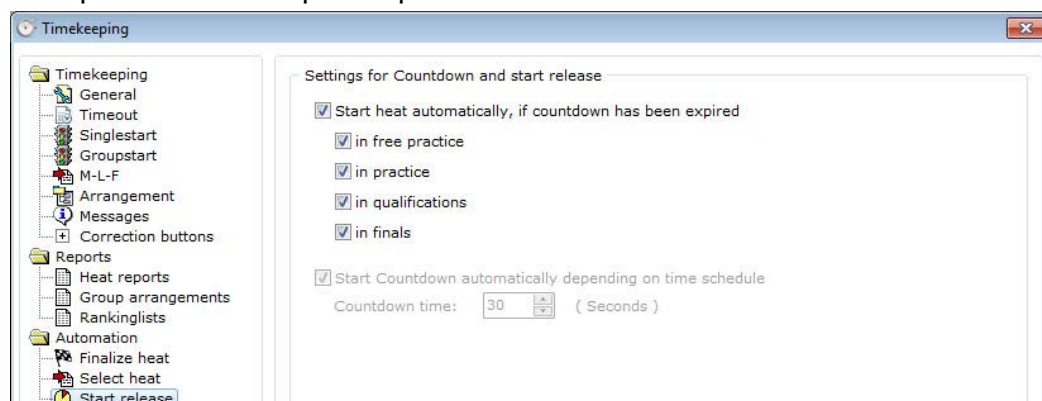 Timekeeping
Timekeeping
General
Timeout
Singlestart
Groupstart
M-L-F
Arrangement
Messages
Correction buttons
Reports
Heat reports
Group arrangements
Rankinglists
Automation
Finalize heat
Select heat
Start release
Settings for Countdown and start release
Start heat automatically, if countdown has been expired
in free practice
in practice
in qualifications
in finals
Start Countdown automatically depending on time schedule
Countdown time: 30 ( Seconds )